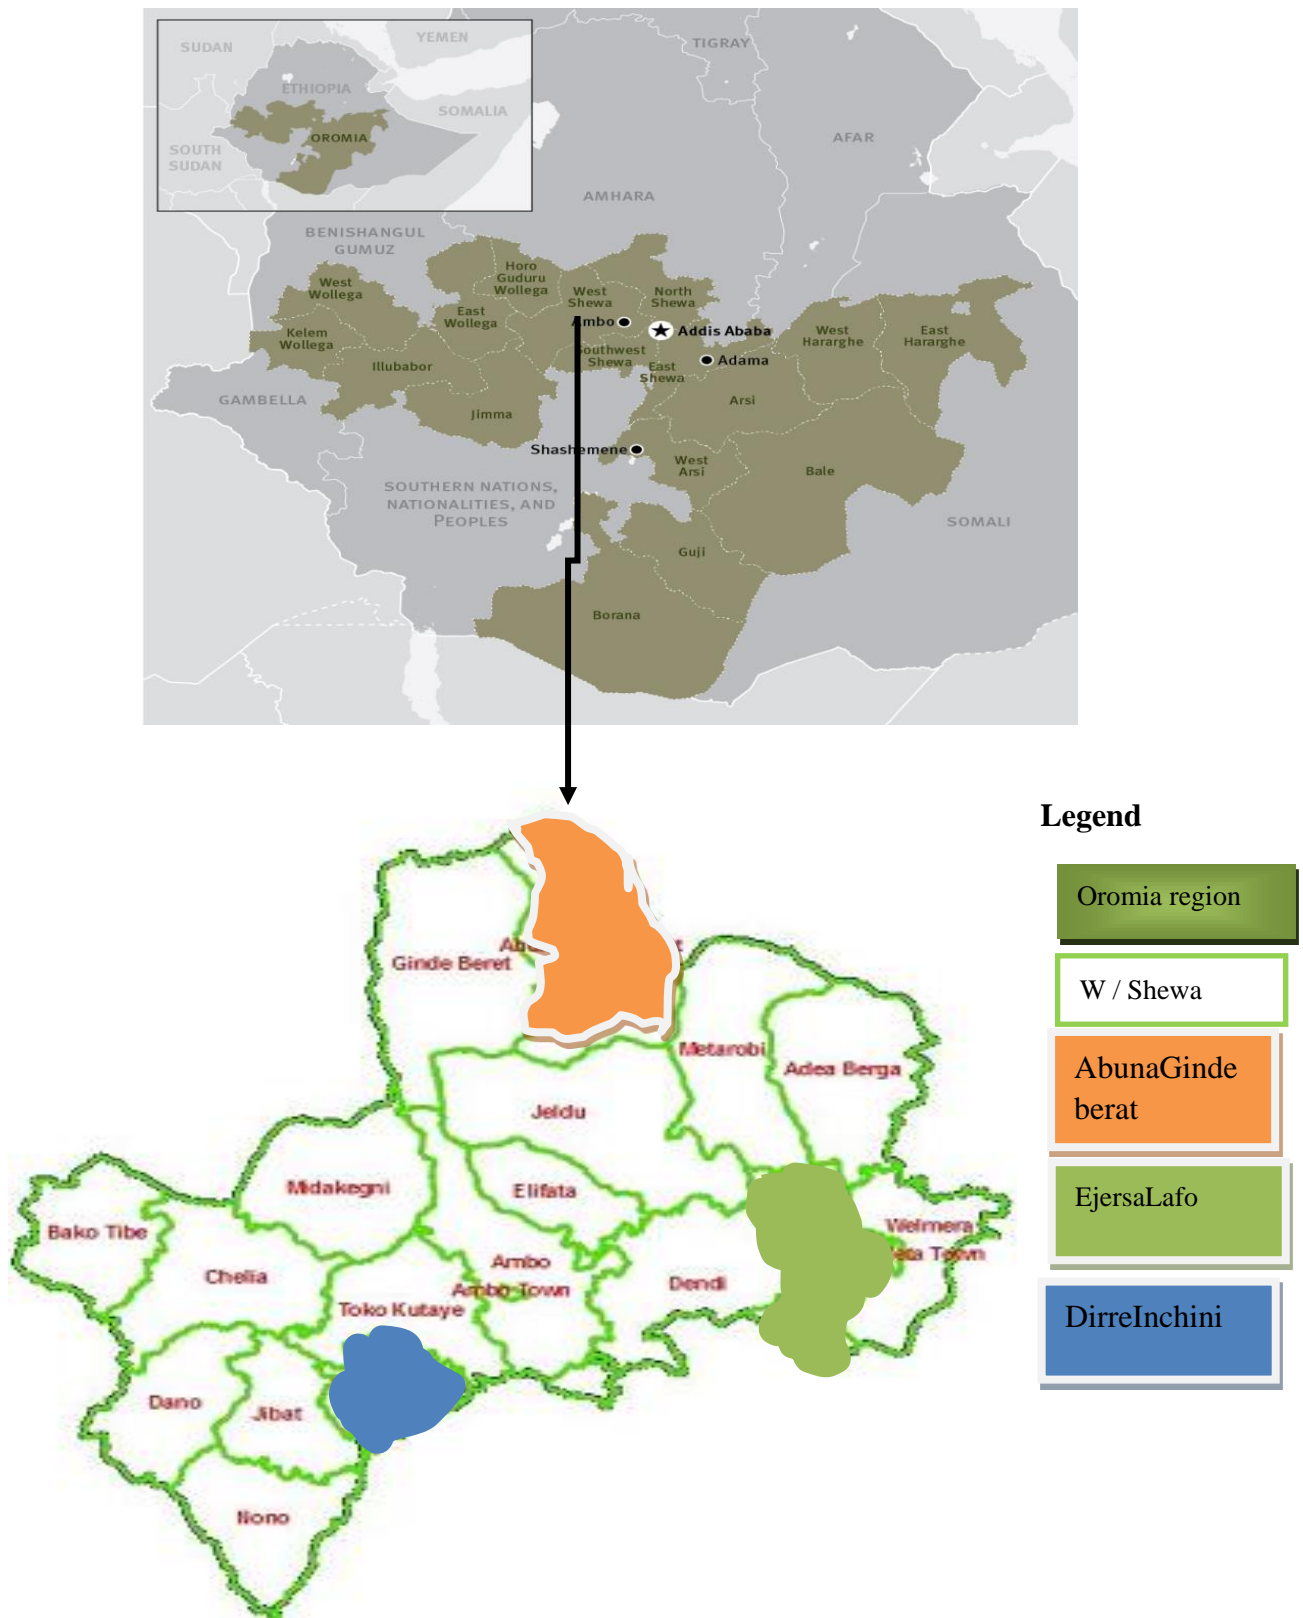 SUDAN
YEMEN
ETHIOPIA
SOMALIA
OROMIA
SOUTH
SUDAN
TIGRAY
AFAR
AMHARA
BENISHANGUL
GUMUZ
West
Wollega
Horo
Guduru
Wollega
West
Shewa
North
Shewa
East
Wollega
Kelem
Wollega
Ambo
Addis Ababa
West
Hararghe
East
Hararghe
Illubabor
Southwest
Shewa
East
Shewa
Adama
GAMBELLA
Jimma
Arsi
Shashemene
West
Arsi
Bale
SOUTHERN NATIONS,
NATIONALITIES, AND
PEOPLES
SOMALI
Guji
Borana
Legend
Oromia region
W / Shewa
AbunaGinde
berat
EjersaLafo
DirreInchini
Ginde Beret
Metarobi
Adea Berga
Jeldu
Midakegni
Elifata
Bako Tibe
Welmera
Town
Chelia
Ambo
Ambo Town
Dendi
Toko Kutaye
Dano
Jibat
Nono